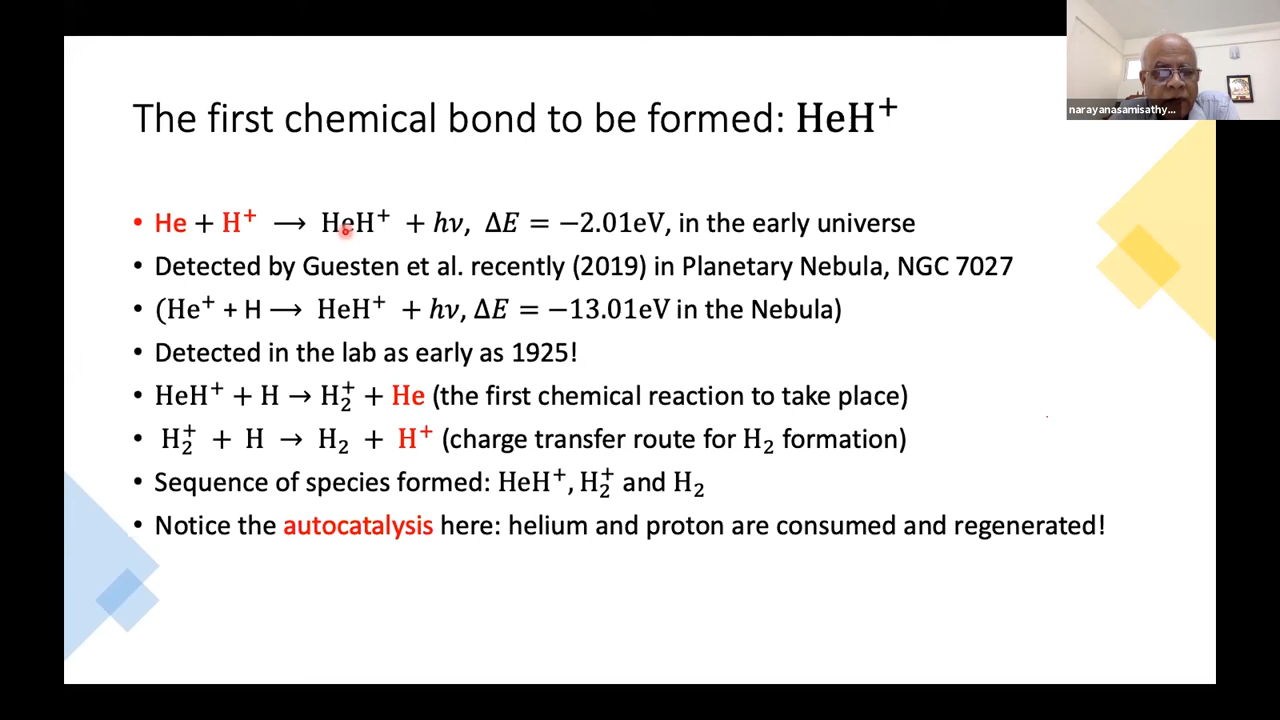 narayanasamisathy...
The first chemical bond to be formed: HeH⁺
• He + H⁺ ⟶ HeH⁺ + hν, ΔE = −2.01eV, in the early universe
• Detected by Guesten et al. recently (2019) in Planetary Nebula, NGC 7027
• (He⁺ + H ⟶ HeH⁺ + hν, ΔE = −13.01eV in the Nebula)
• Detected in the lab as early as 1925!
• HeH⁺ + H → H₂⁺ + He (the first chemical reaction to take place)
• H₂⁺ + H → H₂ + H⁺ (charge transfer route for H₂ formation)
• Sequence of species formed: HeH⁺, H₂⁺ and H₂
• Notice the autocatalysis here: helium and proton are consumed and regenerated!